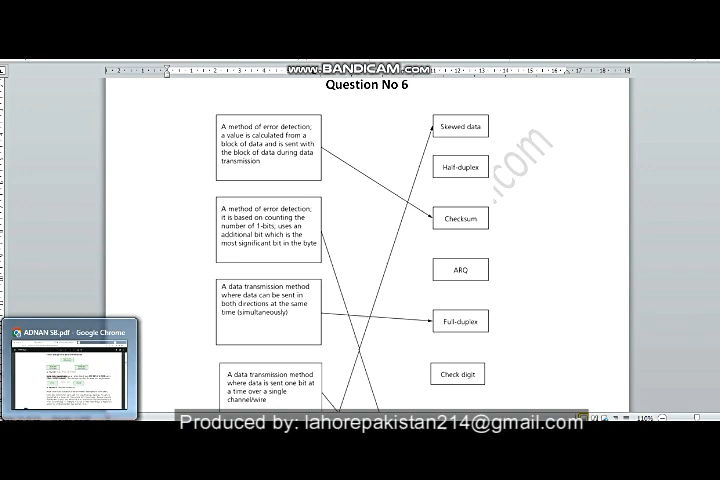 www.BANDICAM.com
Question No 6
A method of error detection;
a value is calculated from a
block of data and is sent with
the block of data during data
transmission
A method of error detection;
it is based on counting the
number of 1-bits; uses an
additional bit which is the
most significant bit in the byte
A data transmission method
where data can be sent in
both directions at the same
time (simultaneously)
A data transmission method
where data is sent one bit at
a time over a single
channel/wire
Skewed data
Half-duplex
Checksum
ARQ
Full-duplex
Check digit
.com
ADNAN SB.pdf - Google Chrome
110%
Produced by: lahorepakistan214@gmail.com